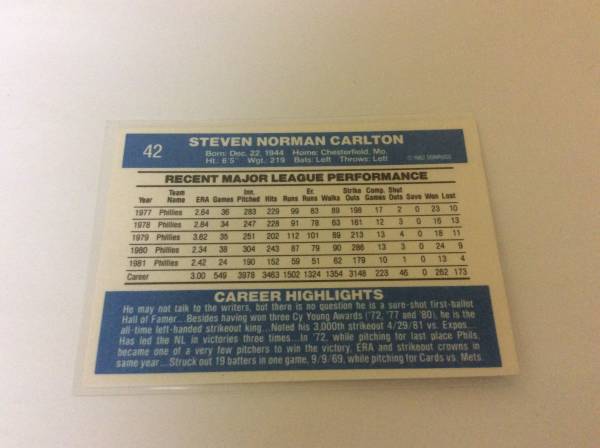 42
STEVEN NORMAN CARLTON
Born: Dec. 22, 1944 Home: Chesterfield, Mo.
Ht.: 6'5" Wgt.: 219 Bats: Left Throws: Left
© 1982 DONRUSS
RECENT MAJOR LEAGUE PERFORMANCE
Year Team Name ERA Games Inn. Pitched Hits Runs Er. Runs Walks Strike Outs Comp. Games Shut Outs Save Won Lost
1977 Phillies 2.64 36 283 229 99 83 89 198 17 2 0 23 10
1978 Phillies 2.84 34 247 228 91 78 63 161 12 3 0 16 13
1979 Phillies 3.62 35 251 202 112 101 89 213 13 4 0 18 11
1980 Phillies 2.34 38 304 243 87 79 90 286 13 3 0 24 9
1981 Phillies 2.42 24 190 152 59 51 62 179 10 1 0 13 4
Career 3.00 549 3978 3463 1502 1324 1354 3148 223 46 0 262 173
CAREER HIGHLIGHTS
He may not talk to the writers, but there is no question he is a sure-shot first-ballot
Hall of Famer...Besides having won three Cy Young Awards ('72, '77 and '80), he is the
all-time left-handed strikeout king...Noted his 3,000th strikeout 4/29/81 vs. Expos...
Has led the NL in victories three times...In '72, while pitching for last place Phils,
became one of a very few pitchers to win the victory, ERA and strikeout crowns in
same year...Struck out 19 batters in one game, 9/9/69, while pitching for Cards vs. Mets.